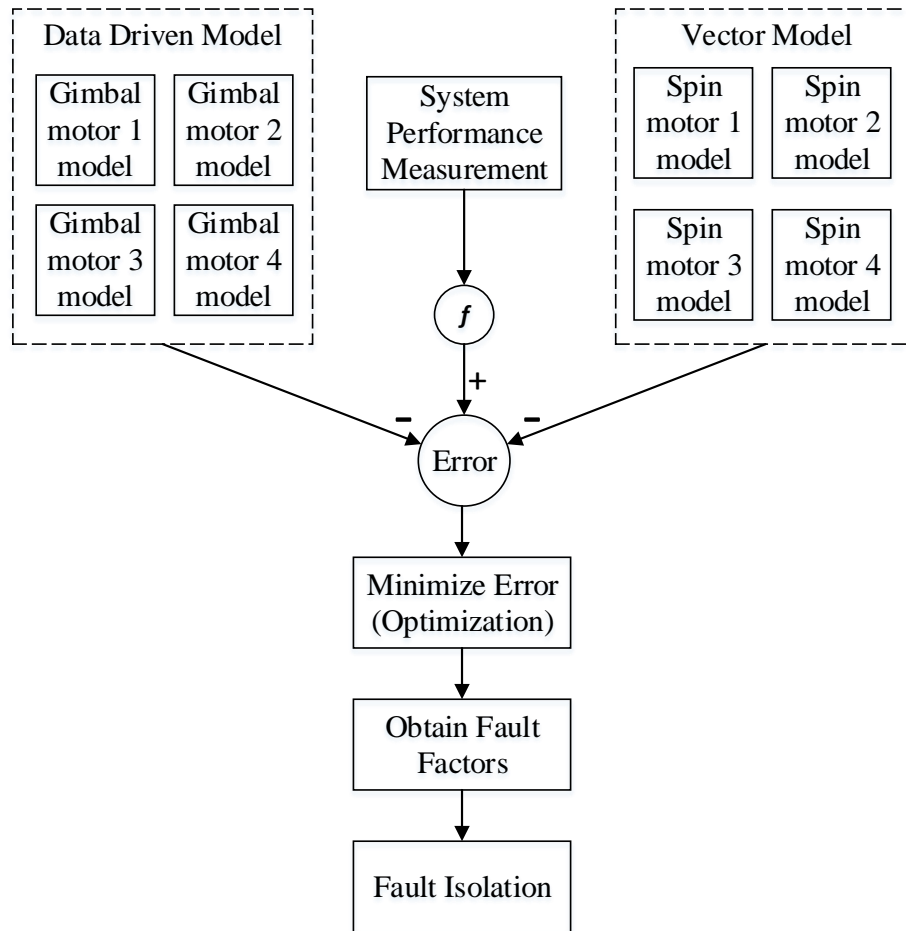 Data Driven Model
Gimbal
motor 1
model
Gimbal
motor 2
model
Gimbal
motor 3
model
Gimbal
motor 4
model
System
Performance
Measurement
Vector Model
Spin
motor 1
model
Spin
motor 2
model
Spin
motor 3
model
Spin
motor 4
model
f
+
-
-
Error
Minimize Error
(Optimization)
Obtain Fault
Factors
Fault Isolation